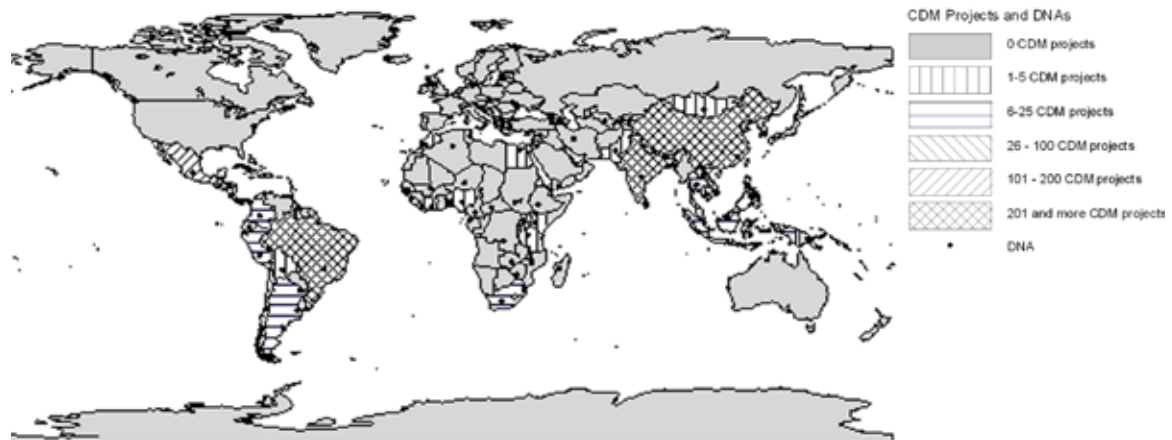 CDM Projects and DNAs
0 CDM projects
1-5 CDM projects
6-25 CDM projects
26 - 100 CDM projects
101 - 200 CDM projects
201 and more CDM projects
DNA